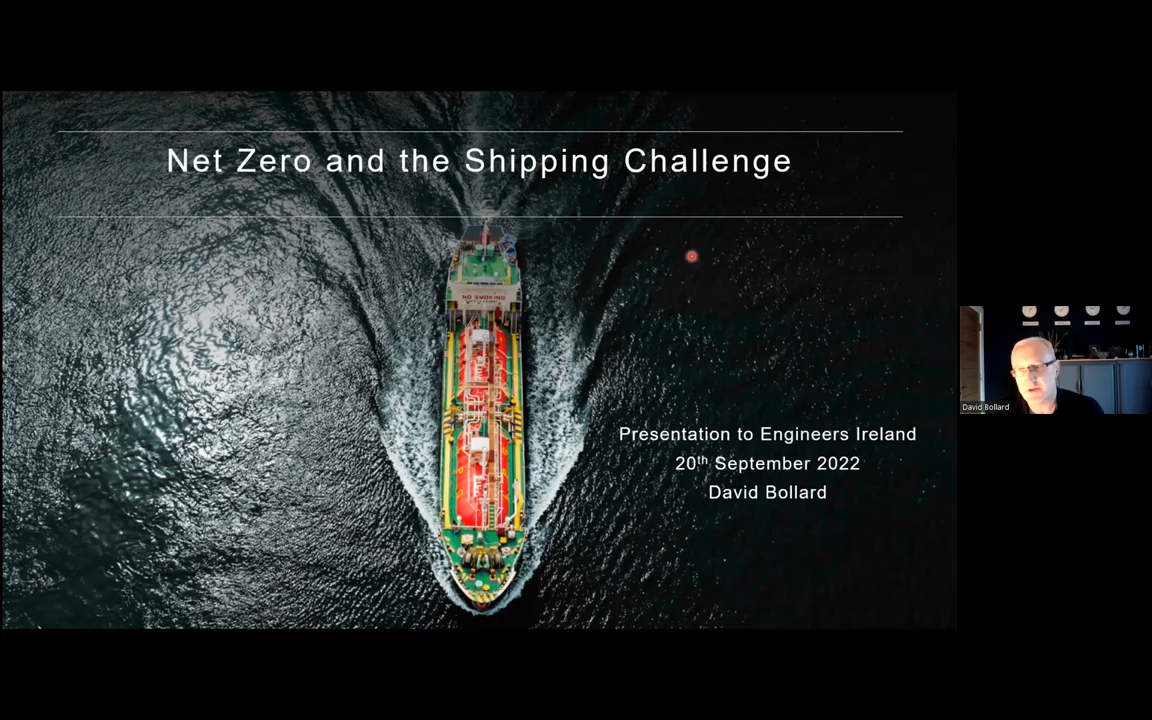 Net Zero and the Shipping Challenge
NO SMOKING
Presentation to Engineers Ireland
20th September 2022
David Bollard
David Bollard